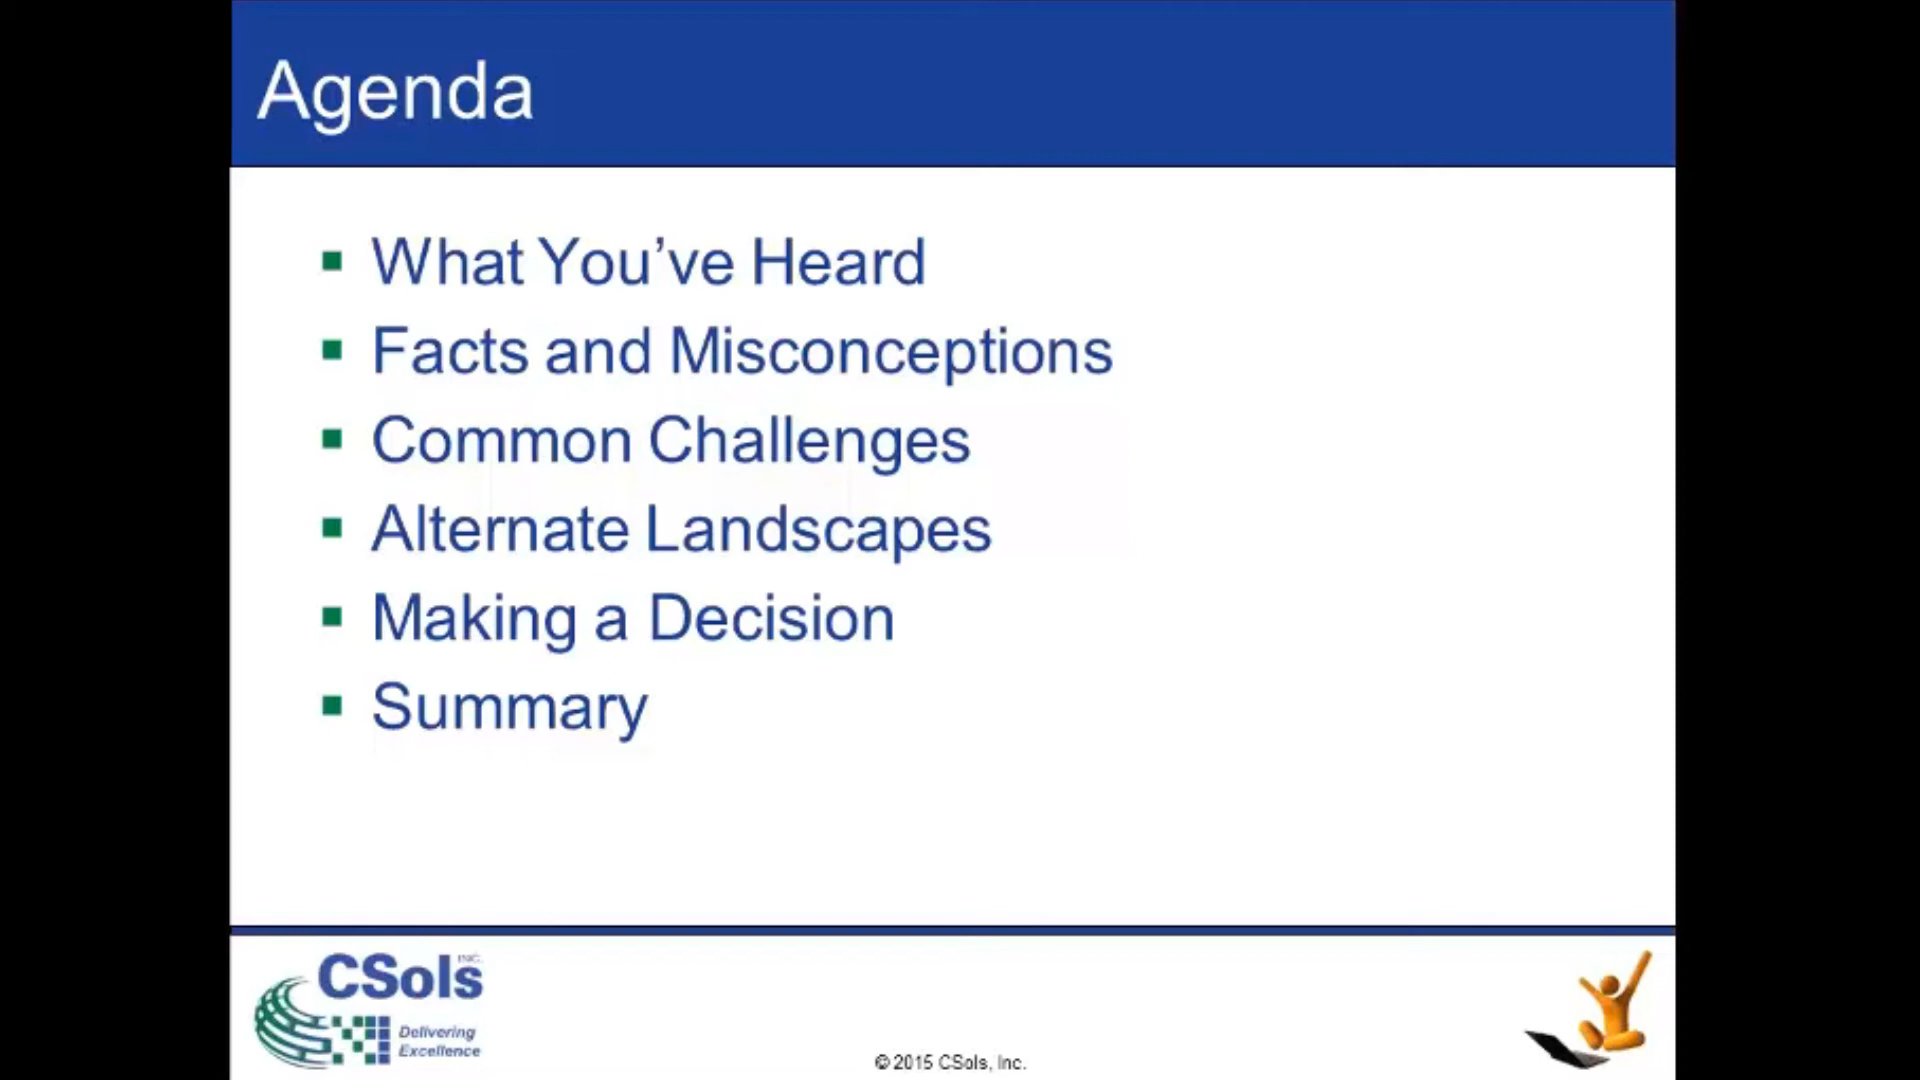 Agenda
What You’ve Heard
Facts and Misconceptions
Common Challenges
Alternate Landscapes
Making a Decision
Summary
CSols INC.
Delivering
Excellence
© 2015 CSols, Inc.